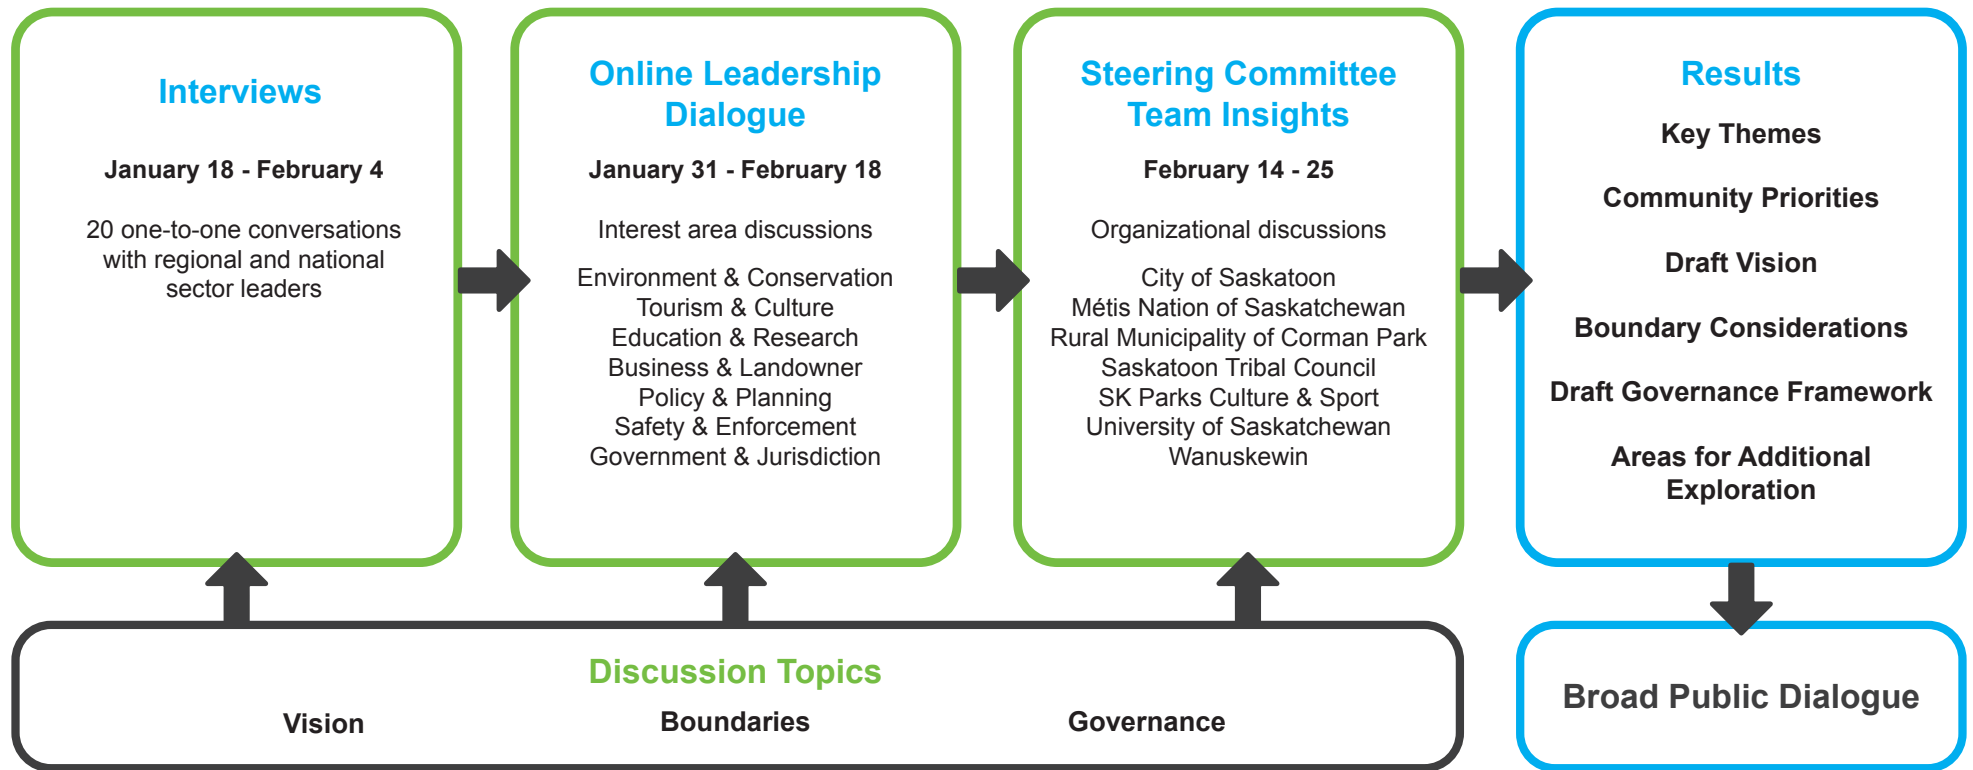 Interviews
January 18 - February 4
20 one-to-one conversations
with regional and national
sector leaders
Online Leadership
Dialogue
January 31 - February 18
Interest area discussions
Environment & Conservation
Tourism & Culture
Education & Research
Business & Landowner
Policy & Planning
Safety & Enforcement
Government & Jurisdiction
Steering Committee
Team Insights
February 14 - 25
Organizational discussions
City of Saskatoon
Métis Nation of Saskatchewan
Rural Municipality of Corman Park
Saskatoon Tribal Council
SK Parks Culture & Sport
University of Saskatchewan
Wanuskewin
Results
Key Themes
Community Priorities
Draft Vision
Boundary Considerations
Draft Governance Framework
Areas for Additional
Exploration
Discussion Topics
Vision
Boundaries
Governance
Broad Public Dialogue